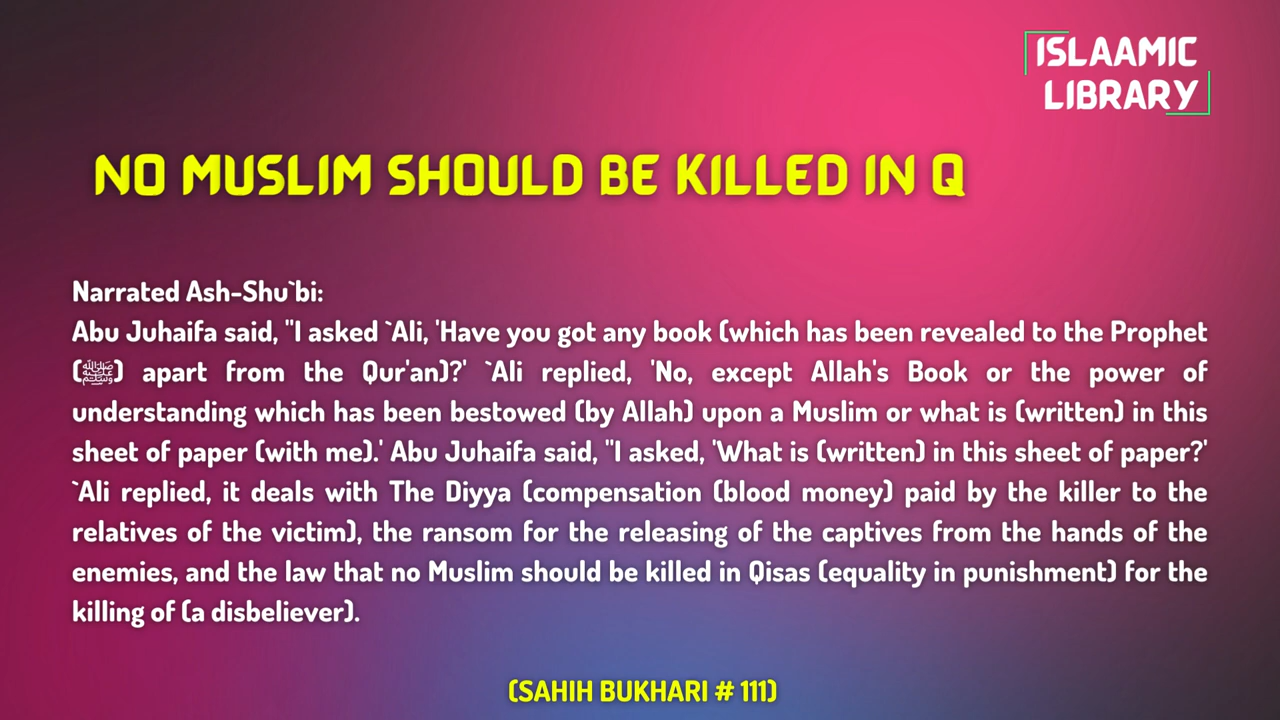 ISLAAMIC
LIBRARY
NO MUSLIM SHOULD BE KILLED IN Q
Narrated Ash-Shu`bi:
Abu Juhaifa said, "I asked `Ali, 'Have you got any book (which has been revealed to the Prophet
(ﷺ) apart from the Qur'an)?' `Ali replied, 'No, except Allah's Book or the power of
understanding which has been bestowed (by Allah) upon a Muslim or what is (written) in this
sheet of paper (with me).' Abu Juhaifa said, "I asked, 'What is (written) in this sheet of paper?'
`Ali replied, it deals with The Diyya (compensation (blood money) paid by the killer to the
relatives of the victim), the ransom for the releasing of the captives from the hands of the
enemies, and the law that no Muslim should be killed in Qisas (equality in punishment) for the
killing of (a disbeliever).
(SAHIH BUKHARI # 111)